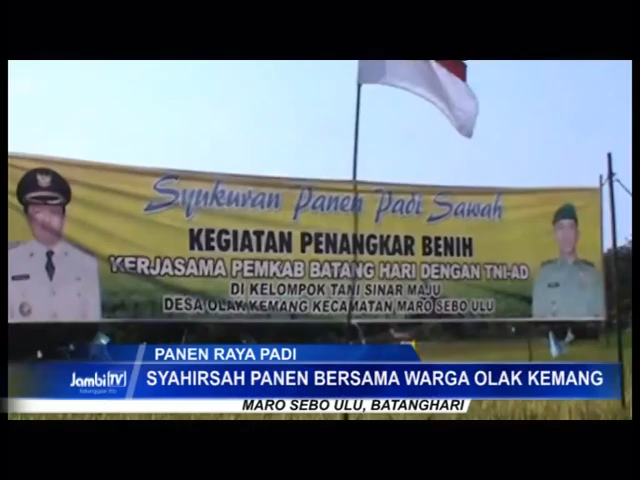 Syukuran Panen Padi Sawah
KEGIATAN PENANGKAR BENIH
KERJASAMA PEMKAB BATANG HARI DENGAN TNI-AD
DI KELOMPOK TANI SINAR MAJU
DESA OLAK KEMANG KECAMATAN MARO SEBO ULU
PANEN RAYA PADI
Jambi TV
SYAHIRSAH PANEN BERSAMA WARGA OLAK KEMANG
MARO SEBO ULU, BATANGHARI